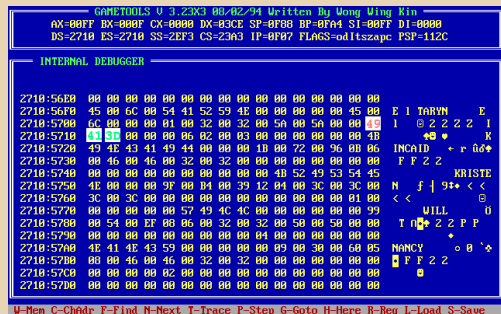 GAMETOOLS V 3.23X3 08/02/94 Written By Wong Wing Kin
AX=00FF BX=000F CX=0000 DX=03CE SP=0F88 BP=0FA4 SI=00FF DI=0000
DS=2710 ES=2710 SS=2EF3 CS=23A3 IP=0F07 FLAGS=odItszapc PSP=112C
INTERNAL DEBUGGER
2710:56E0 00 00 00 00 00 00 00 00 00 00 00 00 00 00 00 00
2710:56F0 45 00 6C 00 54 41 52 59 4E 00 00 00 00 00 45 00 E l TARYN E
2710:5700 6C 00 00 00 01 00 32 00 32 00 5A 00 5A 00 00 49 l 2 2 Z Z I
2710:5710 41 3D 00 00 00 00 06 02 00 03 00 00 00 00 00 4B K
2710:5720 49 4E 43 41 49 44 00 00 00 1B 00 72 00 96 0B 06 INCAID ← r
2710:5730 00 46 00 46 00 32 00 32 00 00 00 00 00 00 00 00 F F 2 2
2710:5740 00 00 00 00 00 00 00 00 00 00 4B 52 49 53 54 45 KRISTE
2710:5750 4E 00 00 00 9F 00 B4 00 39 12 04 00 3C 00 3C 00 N ƒ ┤ 9↕♦ < <
2710:5760 3C 00 3C 00 00 00 00 00 00 00 00 00 00 00 01 00 < <
2710:5770 00 00 00 00 00 57 49 4C 4C 00 00 00 00 00 00 99 WILL Ö
2710:5780 00 54 00 EF 08 06 00 32 00 32 00 50 00 50 00 00 T ∩◘♠ 2 2 P P
2710:5790 00 00 00 00 00 00 00 00 00 04 00 00 00 00 00 00 ♦
2710:57A0 4E 41 4E 43 59 00 00 00 00 00 09 00 30 00 60 05 NANCY ○ 0 `♣
2710:57B0 08 00 46 00 46 00 32 00 32 00 00 00 00 00 00 00 ◘ F F 2 2
2710:57C0 00 00 00 00 00 02 00 00 00 00 00 00 00 00 00 00
2710:57D0 00 00 00 00 00 00 00 00 00 00 00 00 00 00 00 00
W-Mem C-ChAdr F-Find N-Next T-Trace P-Step G-Goto H-Here R-Reg L-Load S-Save